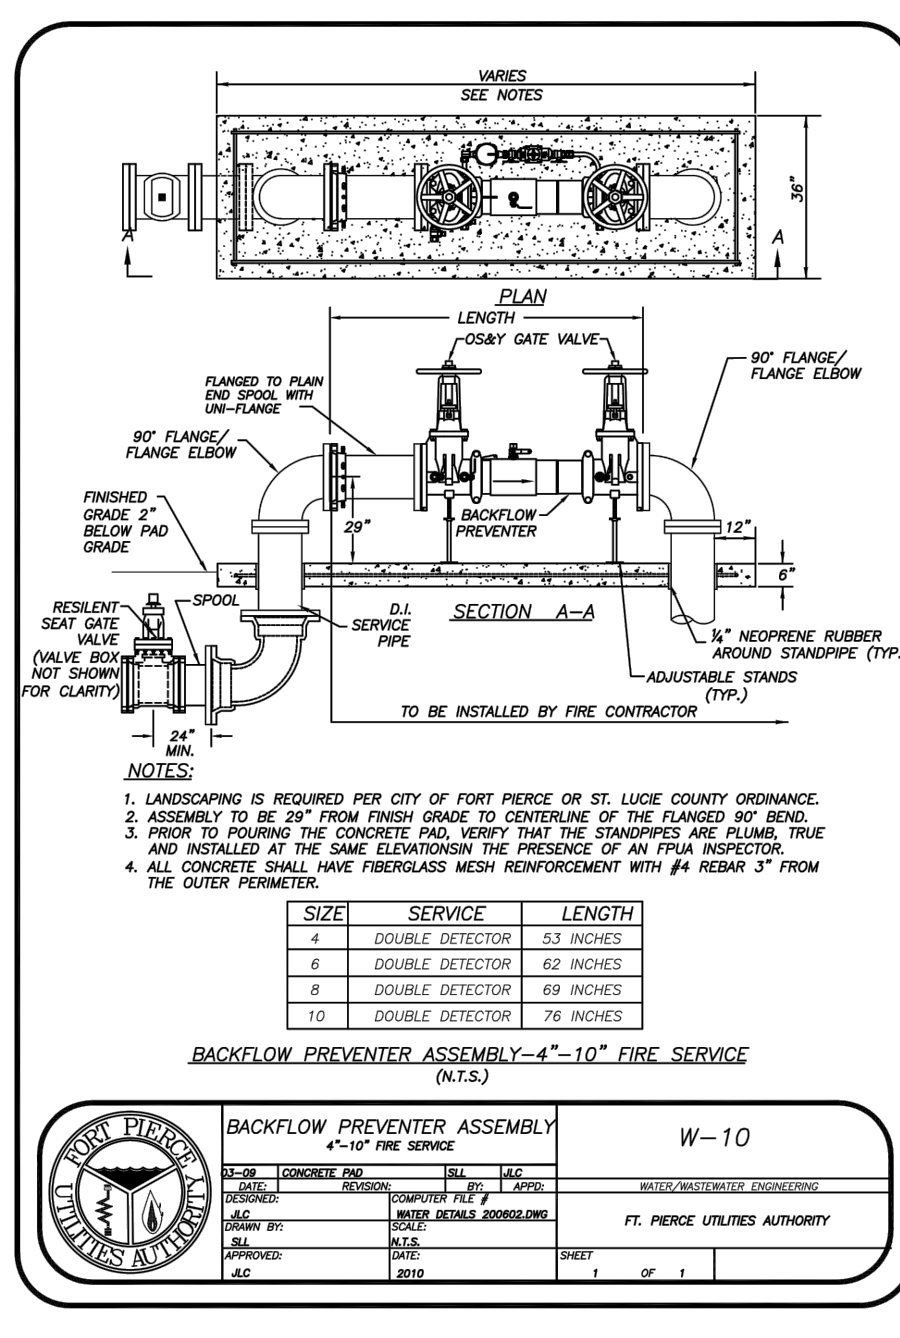 VARIES
SEE NOTES
36"
A
A
PLAN
LENGTH
OS&Y GATE VALVE
90° FLANGE/
FLANGE ELBOW
FLANGED TO PLAIN
END SPOOL WITH
UNI-FLANGE
90° FLANGE/
FLANGE ELBOW
FINISHED
GRADE 2"
BELOW PAD
GRADE
29"
BACKFLOW
PREVENTER
12"
6"
RESILENT
SEAT GATE
VALVE
(VALVE BOX
NOT SHOWN
FOR CLARITY)
SPOOL
D.I.
SERVICE
PIPE
SECTION A-A
¼" NEOPRENE RUBBER
AROUND STANDPIPE (TYP.
ADJUSTABLE STANDS
(TYP.)
TO BE INSTALLED BY FIRE CONTRACTOR
24"
MIN.
NOTES:
1. LANDSCAPING IS REQUIRED PER CITY OF FORT PIERCE OR ST. LUCIE COUNTY ORDINANCE.
2. ASSEMBLY TO BE 29" FROM FINISH GRADE TO CENTERLINE OF THE FLANGED 90° BEND.
3. PRIOR TO POURING THE CONCRETE PAD, VERIFY THAT THE STANDPIPES ARE PLUMB, TRUE
AND INSTALLED AT THE SAME ELEVATIONSIN THE PRESENCE OF AN FPUA INSPECTOR.
4. ALL CONCRETE SHALL HAVE FIBERGLASS MESH REINFORCEMENT WITH #4 REBAR 3" FROM
THE OUTER PERIMETER.
SIZE SERVICE LENGTH
4 DOUBLE DETECTOR 53 INCHES
6 DOUBLE DETECTOR 62 INCHES
8 DOUBLE DETECTOR 69 INCHES
10 DOUBLE DETECTOR 76 INCHES
BACKFLOW PREVENTER ASSEMBLY-4"-10" FIRE SERVICE
(N.T.S.)
FORT PIERCE
UTILITIES AUTHORITY
BACKFLOW PREVENTER ASSEMBLY
4"-10" FIRE SERVICE
03-09 CONCRETE PAD SLL JLC
DATE: REVISION: BY: APPD:
DESIGNED: COMPUTER FILE #
JLC WATER DETAILS 200602.DWG
DRAWN BY: SCALE:
SLL N.T.S.
APPROVED: DATE:
JLC 2010
W-10
WATER/WASTEWATER ENGINEERING
FT. PIERCE UTILITIES AUTHORITY
SHEET
1 OF 1